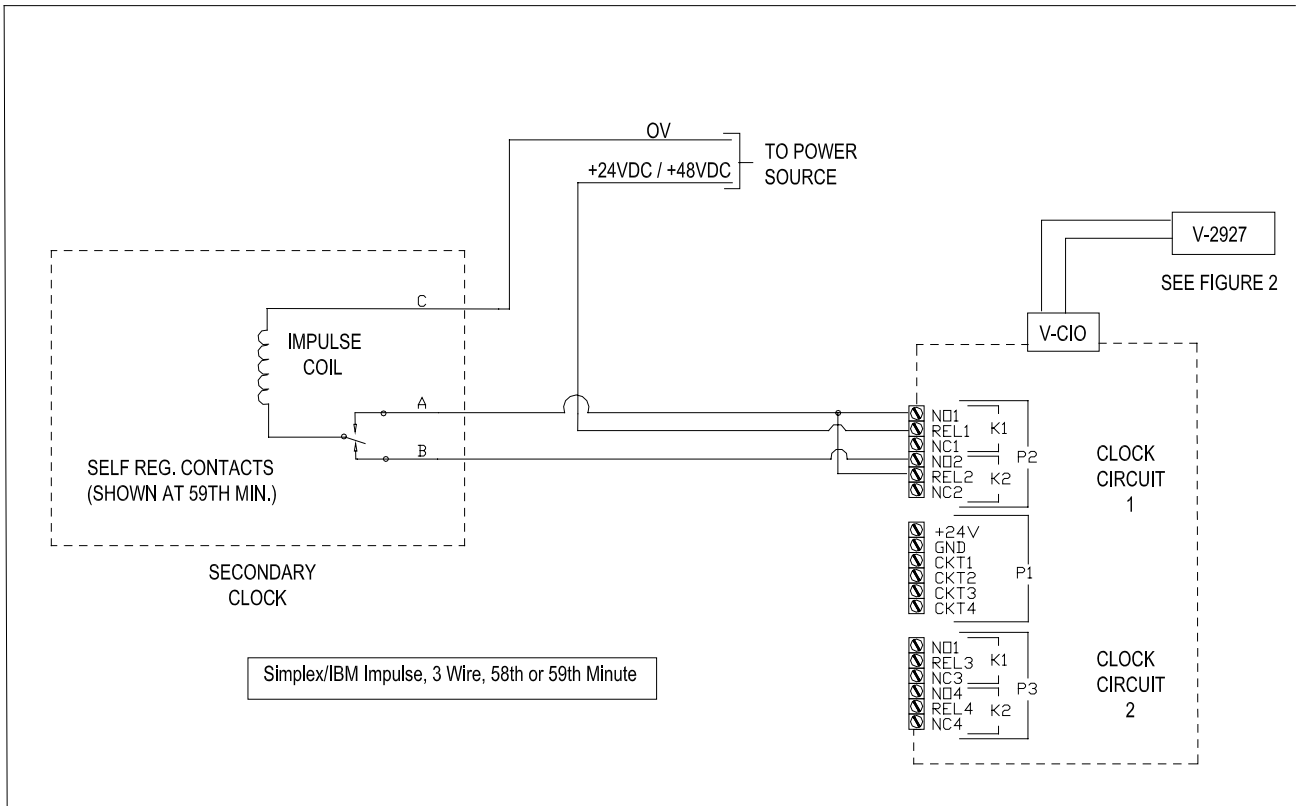 OV
+24VDC / +48VDC
TO POWER
SOURCE
V-2927
SEE FIGURE 2
V-CIO
C
IMPULSE
COIL
A
B
SELF REG. CONTACTS
(SHOWN AT 59TH MIN.)
SECONDARY
CLOCK
NO1
REL1
NC1
K1
NO2
REL2
NC2
K2
P2
CLOCK
CIRCUIT
1
+24V
GND
CKT1
CKT2
CKT3
CKT4
P1
NO1
REL3
NC3
K1
NO4
REL4
NC4
K2
P3
CLOCK
CIRCUIT
2
Simplex/IBM Impulse, 3 Wire, 58th or 59th Minute